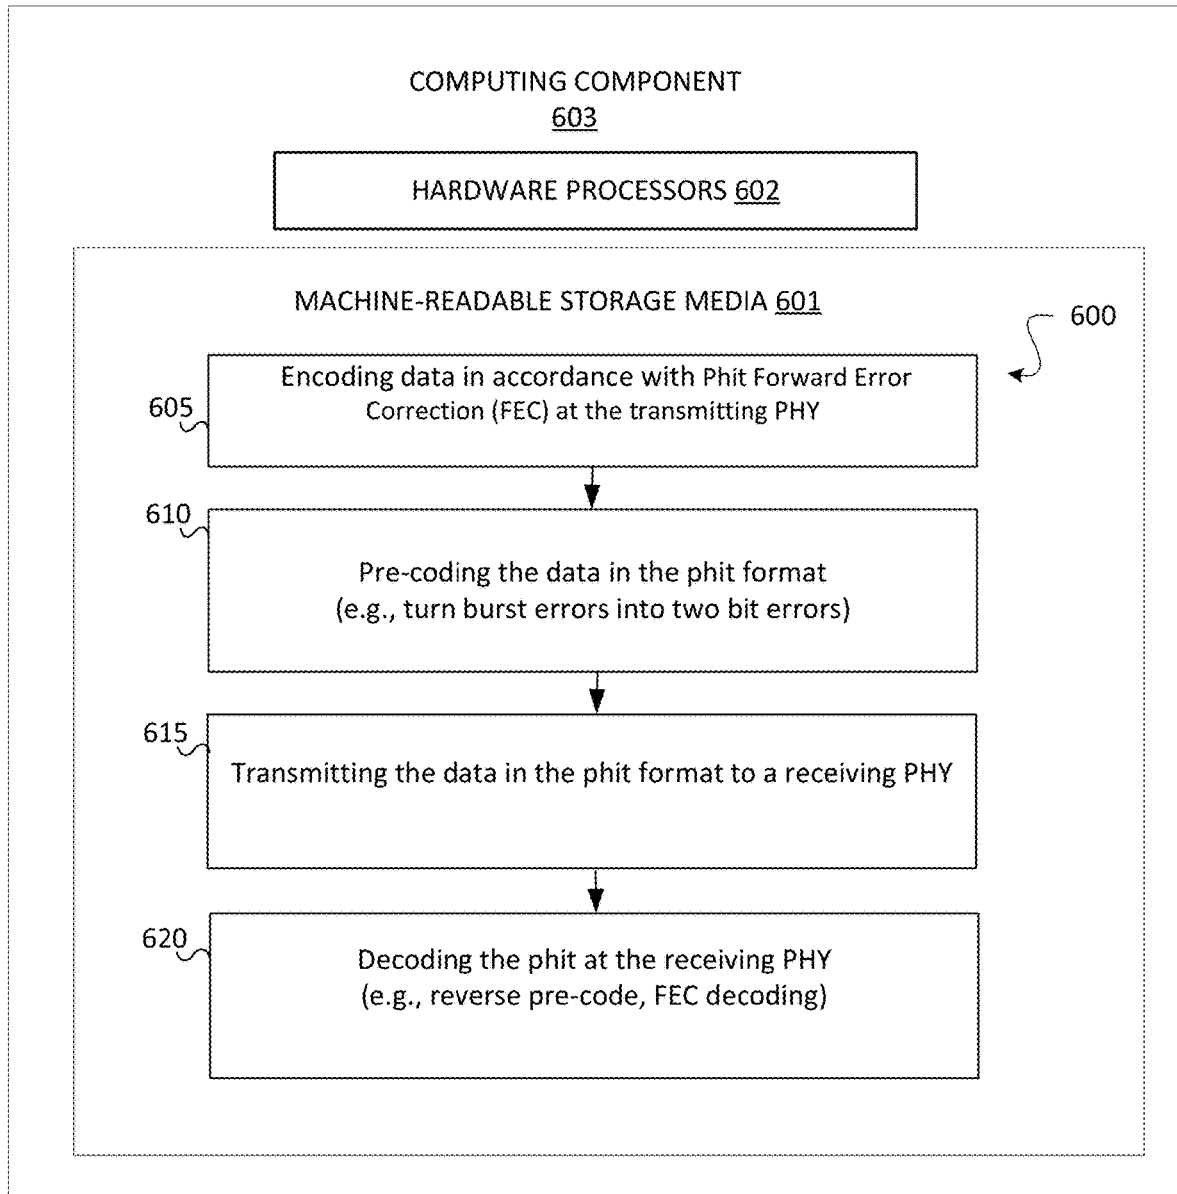 COMPUTING COMPONENT
603
HARDWARE PROCESSORS 602
MACHINE-READABLE STORAGE MEDIA 601
600
Encoding data in accordance with Phit Forward Error
Correction (FEC) at the transmitting PHY
605
610
Pre-coding the data in the phit format
(e.g., turn burst errors into two bit errors)
615
Transmitting the data in the phit format to a receiving PHY
620
Decoding the phit at the receiving PHY
(e.g., reverse pre-code, FEC decoding)